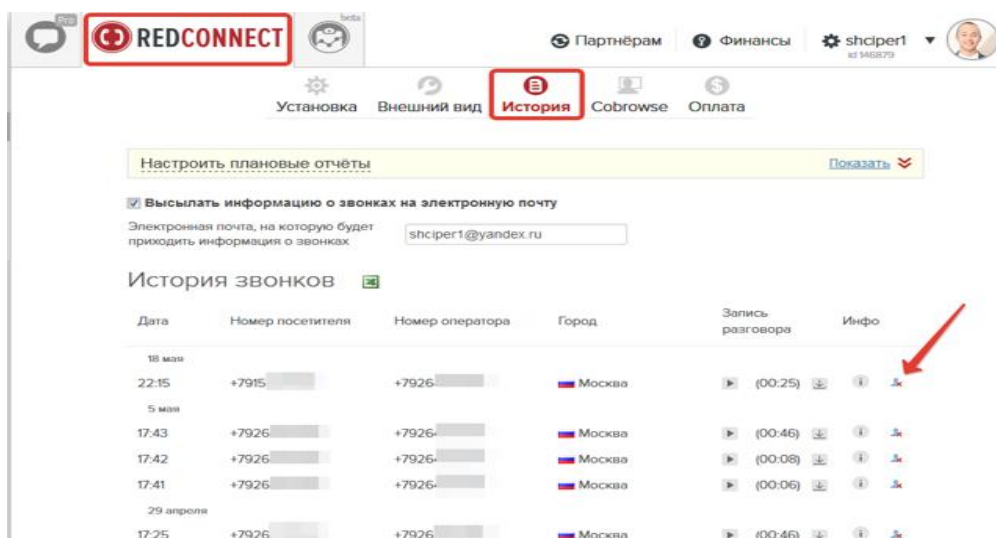 Pro
beta
REDCONNECT
Партнёрам
Финансы
shciper1
id 146879
Установка
Внешний вид
История
Cobrowse
Оплата
Настроить плановые отчёты
Показать
Высылать информацию о звонках на электронную почту
Электронная почта, на которую будет
приходить информация о звонках
shciper1@yandex.ru
История звонков
Дата Номер посетителя Номер оператора Город Запись разговора Инфо
18 мая
22:15 +7915 +7926 Москва (00:25)
5 мая
17:43 +7926 +7926 Москва (00:46)
17:42 +7926 +7926 Москва (00:08)
17:41 +7926 +7926 Москва (00:06)
29 апреля
17:25 +7926 +7926 Москва (00:46)